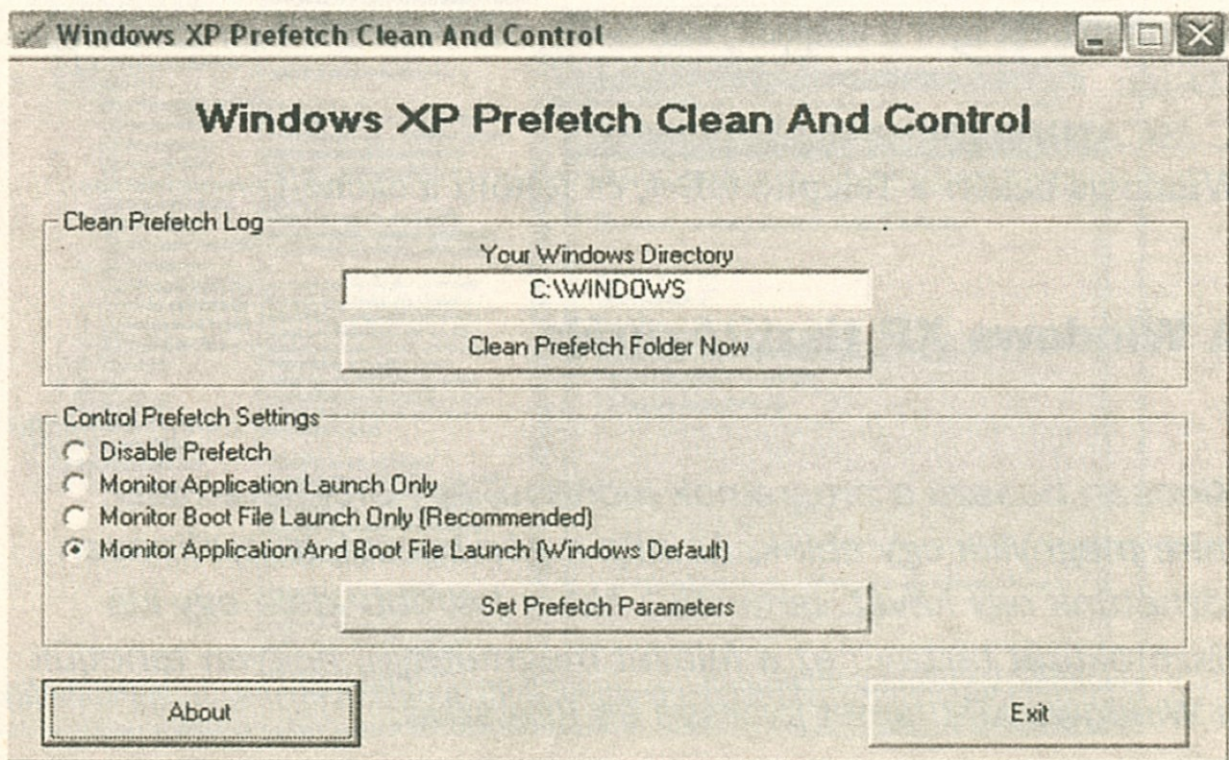 Windows XP Prefetch Clean And Control
Windows XP Prefetch Clean And Control
Clean Prefetch Log
Your Windows Directory
C:\WINDOWS
Clean Prefetch Folder Now
Control Prefetch Settings
Disable Prefetch
Monitor Application Launch Only
Monitor Boot File Launch Only (Recommended)
Monitor Application And Boot File Launch (Windows Default)
Set Prefetch Parameters
About
Exit